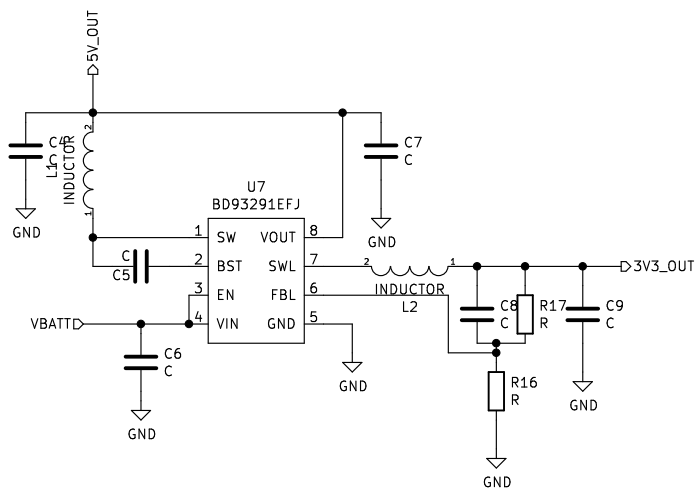 5V_OUT
C4
C
L1
INDUCTOR
2
1
C7
C
GND
GND
U7
BD93291EFJ
1
SW
VOUT
8
C
C5
2
BST
SWL
7
2
1
INDUCTOR
L2
3V3_OUT
3
EN
FBL
6
VBATT
4
VIN
GND
5
C8
C
R17
R
C9
C
C6
C
GND
GND
R16
R
GND
GND